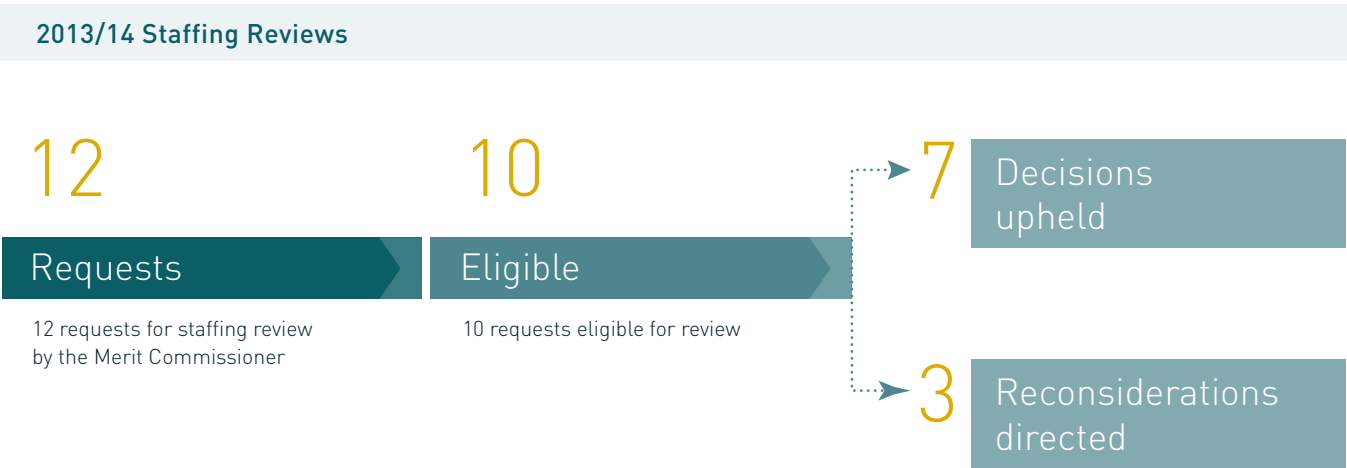 2013/14 Staffing Reviews
12
Requests
12 requests for staffing review
by the Merit Commissioner
10
Eligible
10 requests eligible for review
7
Decisions
upheld
3
Reconsiderations
directed